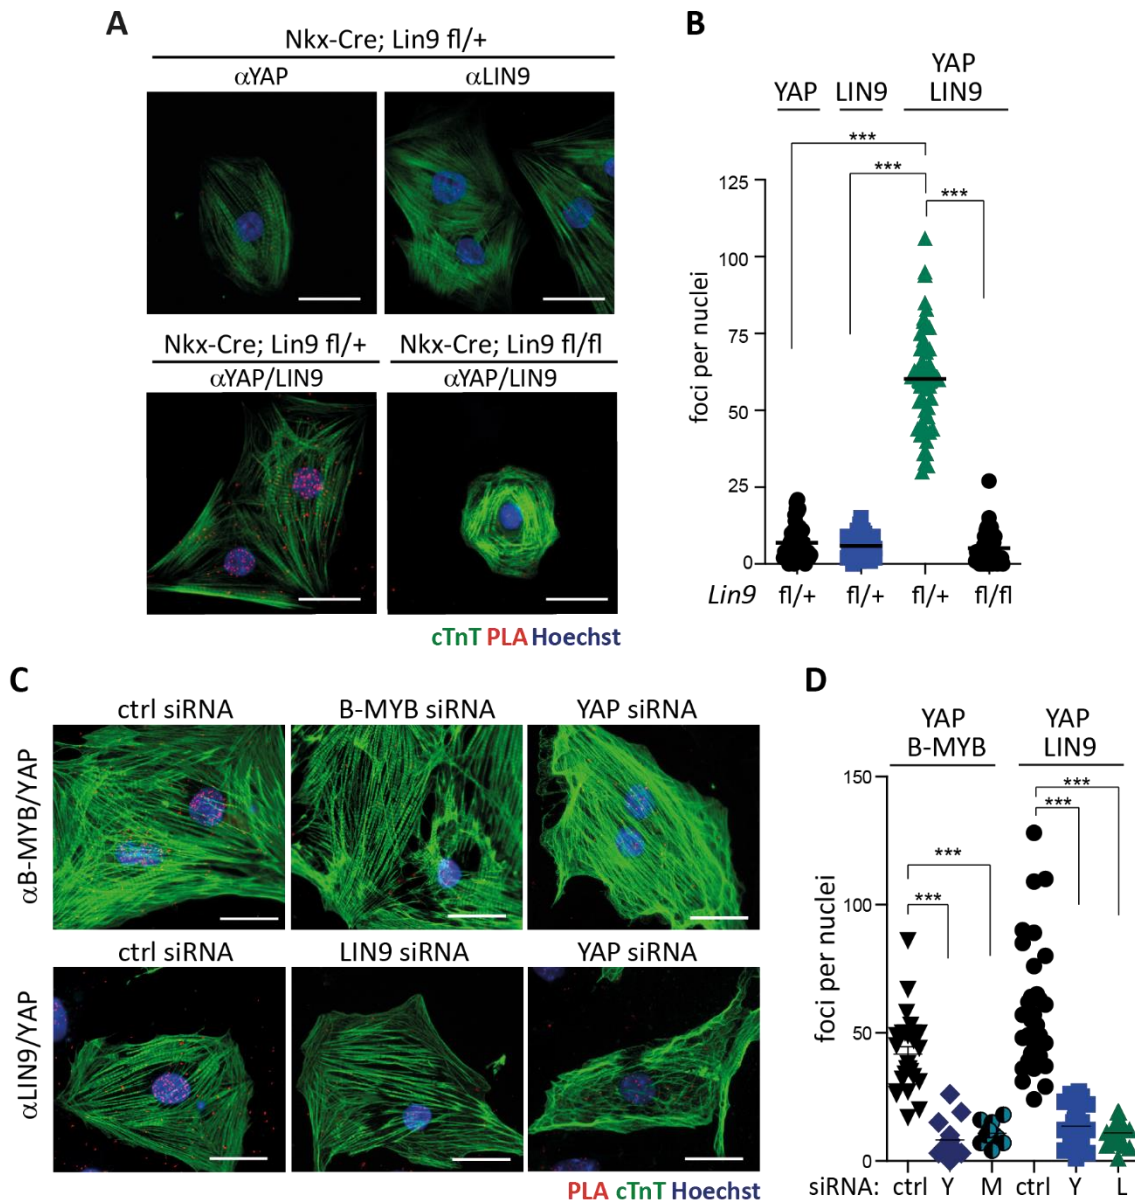 A
Nkx-Cre; Lin9 fl/+
αYAP
αLIN9
Nkx-Cre; Lin9 fl/+
Nkx-Cre; Lin9 fl/fl
αYAP/LIN9
αYAP/LIN9
cTnT PLA Hoechst
B
YAP
LIN9
YAP
LIN9
***
***
***
foci per nuclei
125
100
75
50
25
0
Lin9 fl/+ fl/+ fl/+ fl/fl
C
ctrl siRNA
B-MYB siRNA
YAP siRNA
αB-MYB/YAP
ctrl siRNA
LIN9 siRNA
YAP siRNA
αLIN9/YAP
PLA cTnT Hoechst
D
YAP
B-MYB
YAP
LIN9
***
***
***
***
foci per nuclei
150
100
50
0
siRNA: ctrl Y M ctrl Y L